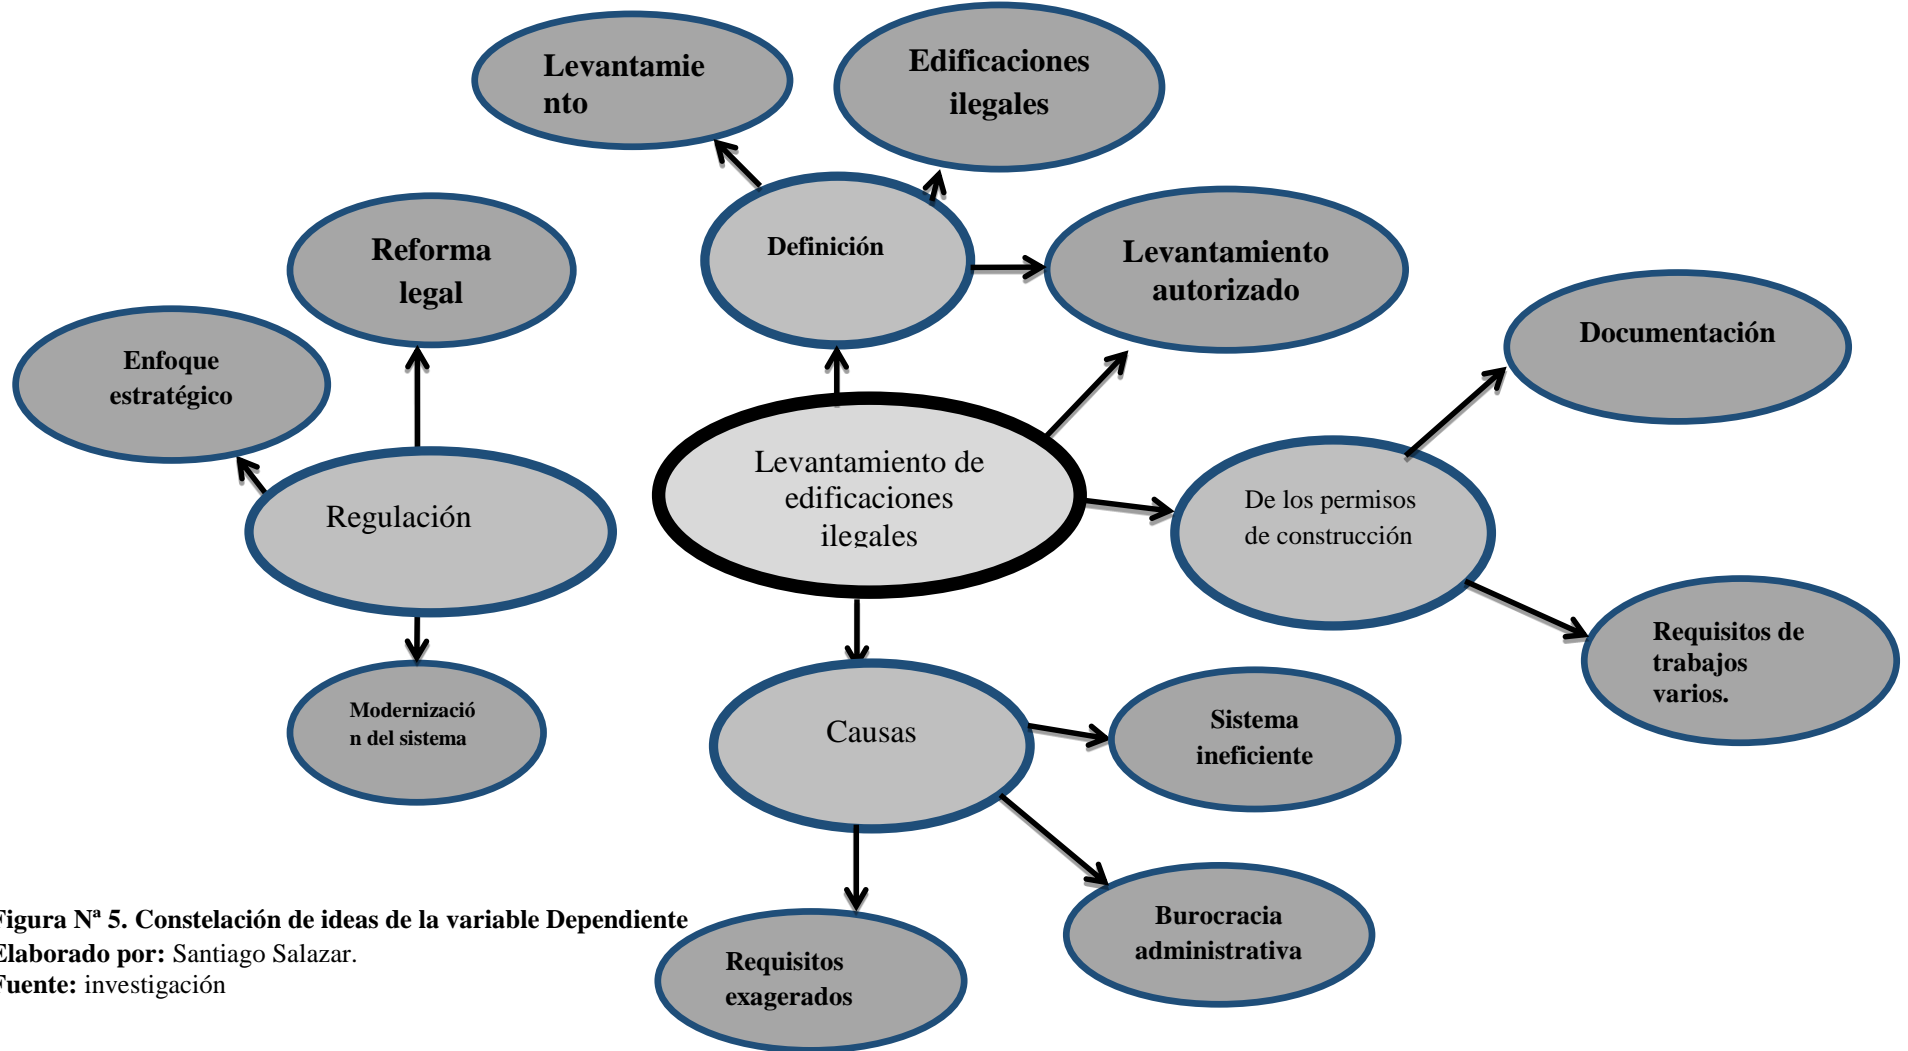 Levantamie
nto
Edificaciones
ilegales
Reforma
legal
Definición
Levantamiento
autorizado
Enfoque
estratégico
Documentación
Levantamiento de
edificaciones
ilegales
Regulación
De los permisos
de construcción
Requisitos de
trabajos
varios.
Modernizació
n del sistema
Causas
Sistema
ineficiente
Burocracia
administrativa
Requisitos
exagerados
Figura Nª 5. Constelación de ideas de la variable Dependiente
Elaborado por: Santiago Salazar.
Fuente: investigación